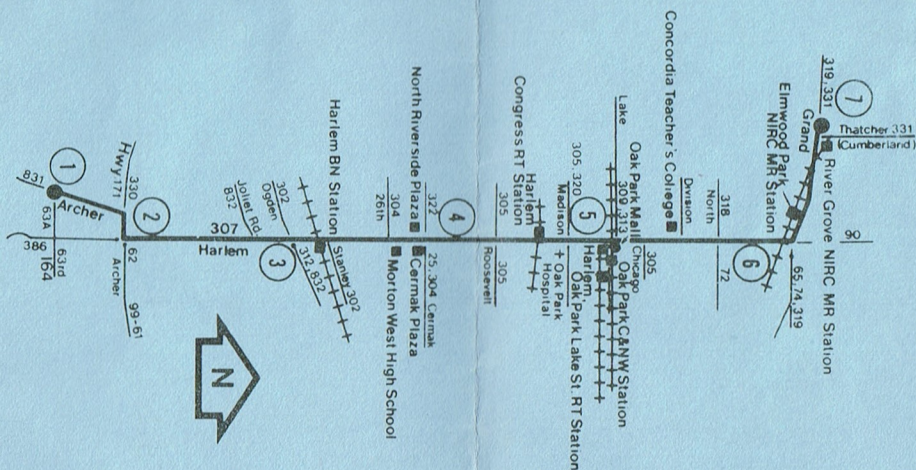 7
319,331
Grand
Thatcher 331
(Cumberland)
River Grove NIRC MR Station
Elmwood Park
NIRC MR Station
90
65,74,319
6
318
North
72
Division
Concordia Teacher's College
305
Chicago
Oak Park Mall
Lake
309,313
Oak Park C&NW Station
5
Harlem,
Oak Park Lake St. RT Station
305, 320
Madison
Oak Park
Hospital
Harlem
Congress RT
Station
305
305
Roosevelt
4
322
25, 304 Cermak
North Riverside Plaza
Cermak Plaza
304
26th
Morton West High School
Harlem BN Station
Stanley 302
302
Ogden
312,832
Joliet Rd.
837
3
307
Harlem
2
330
Hwy 171
62
Archer
99-61
1
Archer
831
63A
63rd
386
164
N